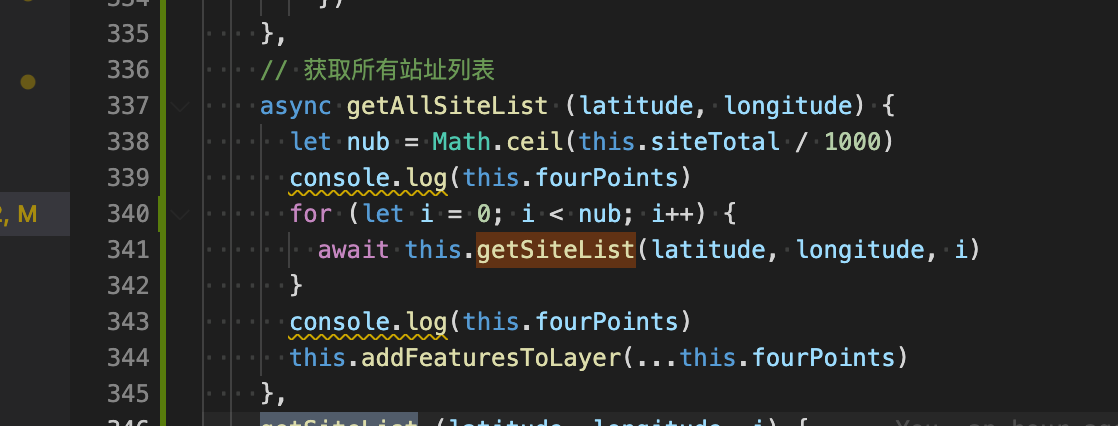 334 })
335 },
336 // 获取所有站址列表
337 async getAllSiteList (latitude, longitude) {
338 let nub = Math.ceil(this.siteTotal / 1000)
339 console.log(this.fourPoints)
2, M 340 for (let i = 0; i < nub; i++) {
341 await this.getSiteList(latitude, longitude, i)
342 }
343 console.log(this.fourPoints)
344 this.addFeaturesToLayer(...this.fourPoints)
345 },
346 getSiteList (latitude, longitude, i) { You, an hour ago